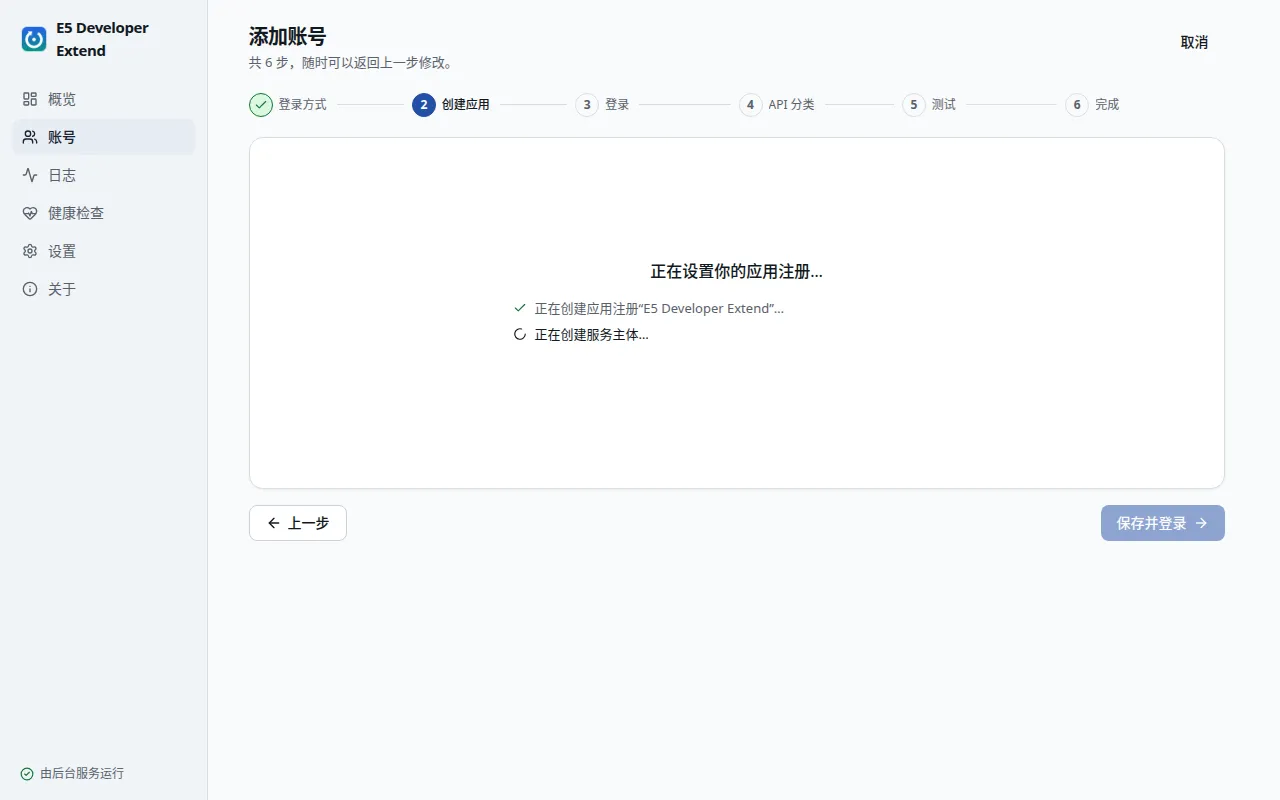 E5 Developer
Extend
概览
账号
日志
健康检查
设置
关于
由后台服务运行
添加账号
共 6 步，随时可以返回上一步修改。
取消
登录方式
2 创建应用
3 登录
4 API 分类
5 测试
6 完成
正在设置你的应用注册...
正在创建应用注册“E5 Developer Extend”...
正在创建服务主体...
上一步
保存并登录